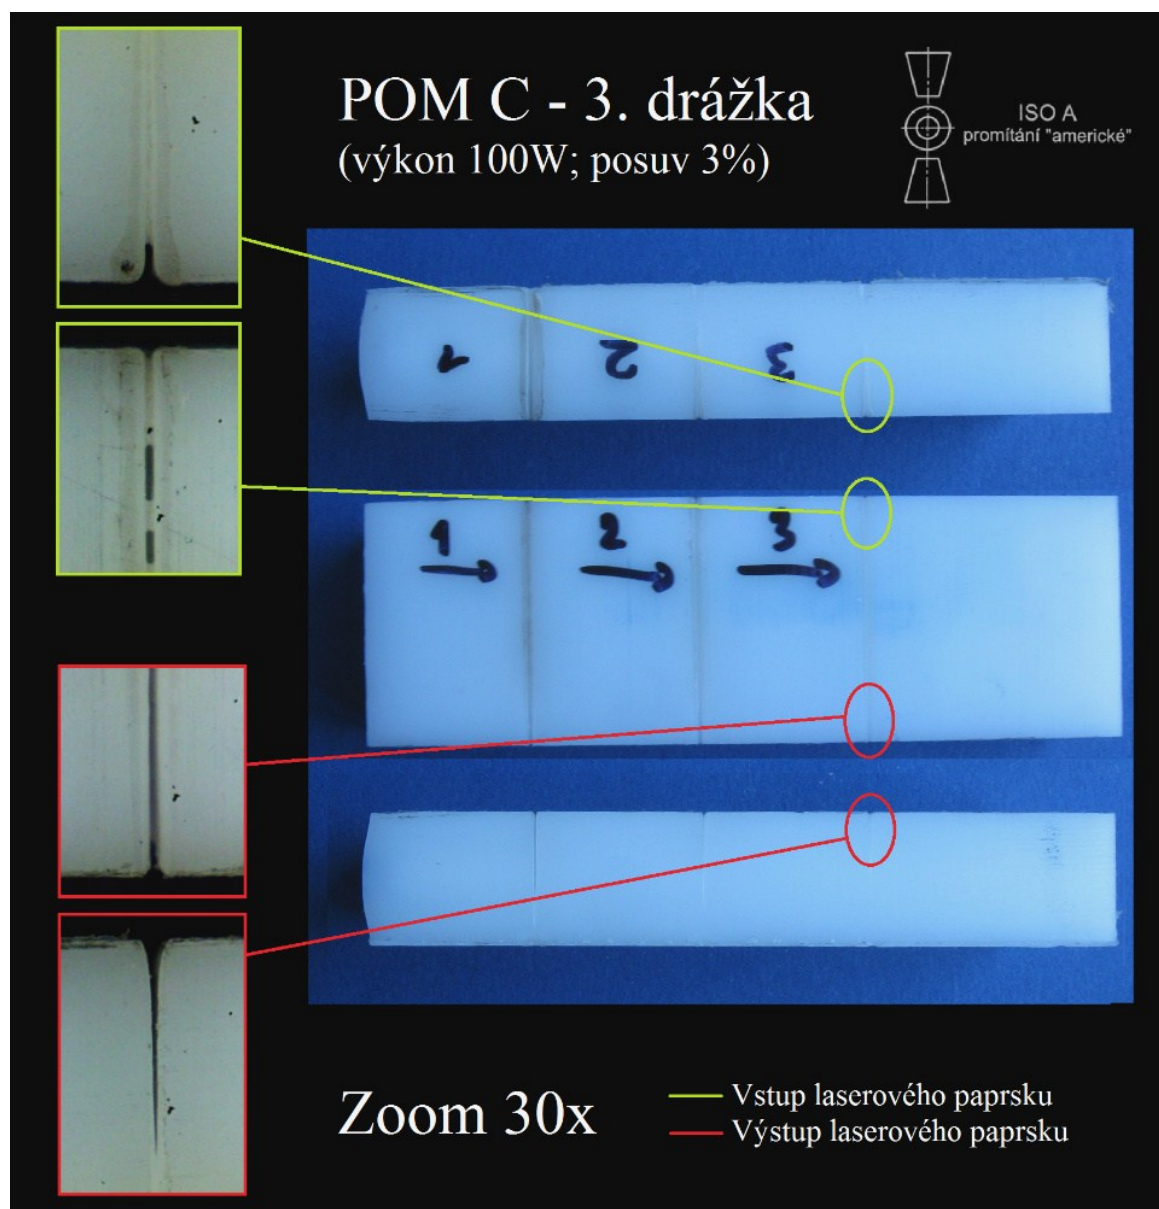 POM C - 3. drážka
(výkon 100W; posuv 3%)
ISO A
promítání "americké"
1 2 3
1 2 3
Zoom 30x
Vstup laserového paprsku
Výstup laserového paprsku